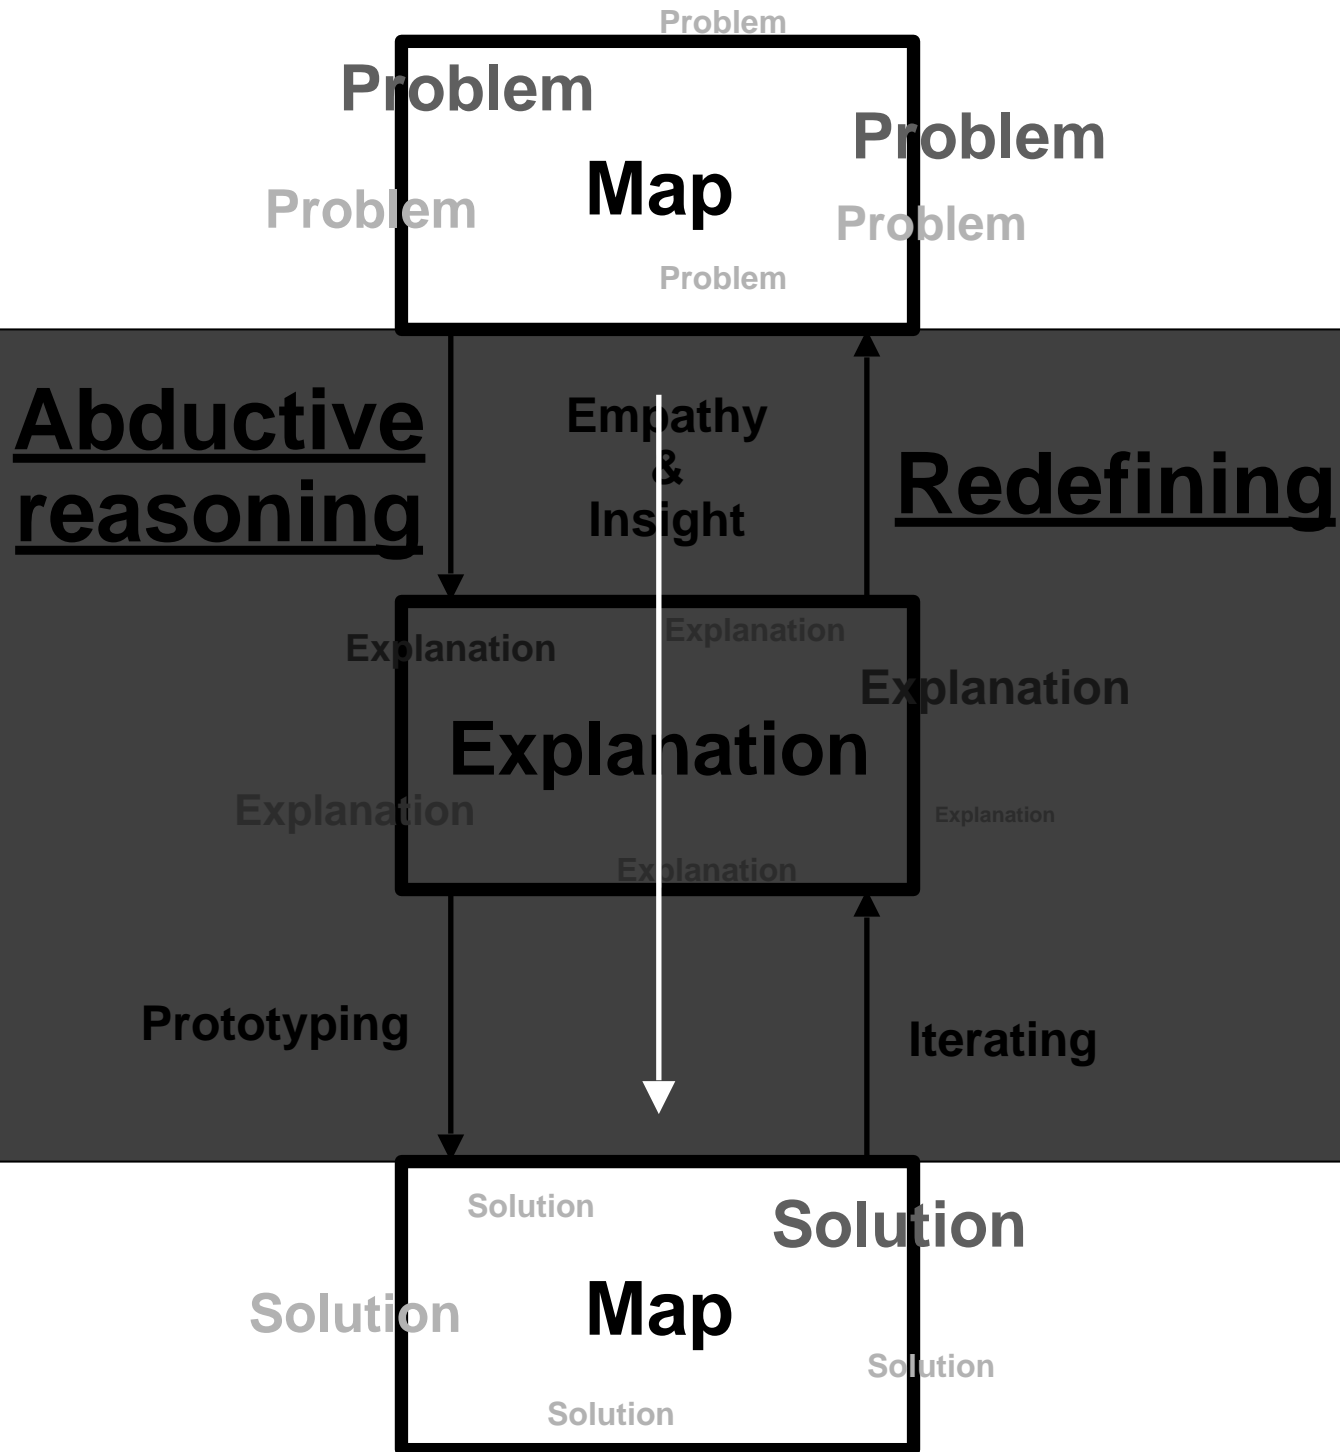 Problem
Problem
Problem
Map
Problem
Problem
Problem
Abductive
reasoning
Empathy
&
Insight
Redefining
Explanation
Explanation
Explanation
Explanation
Explanation
Explanation
Explanation
Prototyping
Iterating
Solution
Solution
Map
Solution
Solution
Solution